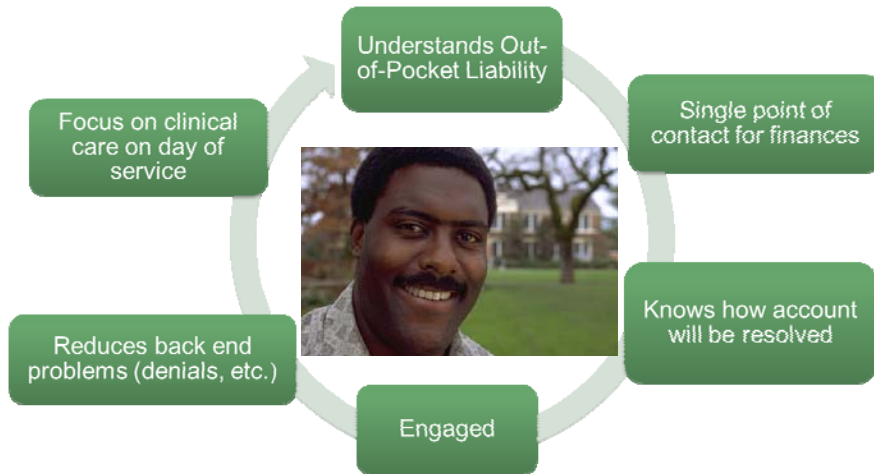 Understands Out-
of-Pocket Liability
Single point of
contact for finances
Knows how account
will be resolved
Engaged
Reduces back end
problems (denials, etc.)
Focus on clinical
care on day of
service